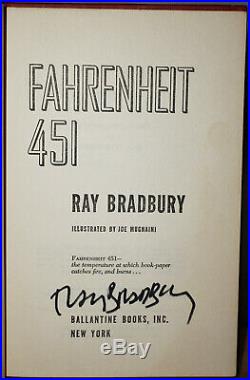 FAHRENHEIT
451
RAY BRADBURY
ILLUSTRATED BY JOE MUGNAINI
FAHRENHEIT 451—
the temperature at which book-paper
catches fire, and burns . . .
Ray Bradbury
BALLANTINE BOOKS, INC.
NEW YORK